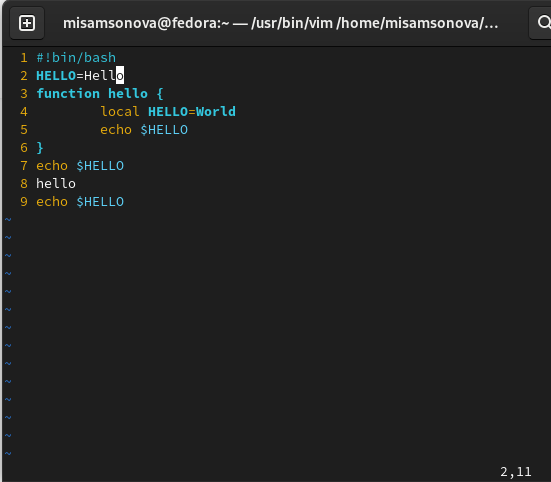 misamsonova@fedora:~ — /usr/bin/vim /home/misamsonova/…
1 #!bin/bash
2 HELLO=Hello
3 function hello {
4         local HELLO=World
5         echo $HELLO
6 }
7 echo $HELLO
8 hello
9 echo $HELLO
~
~
~
~
~
~
~
~
~
~
~
~
~
~
2,11